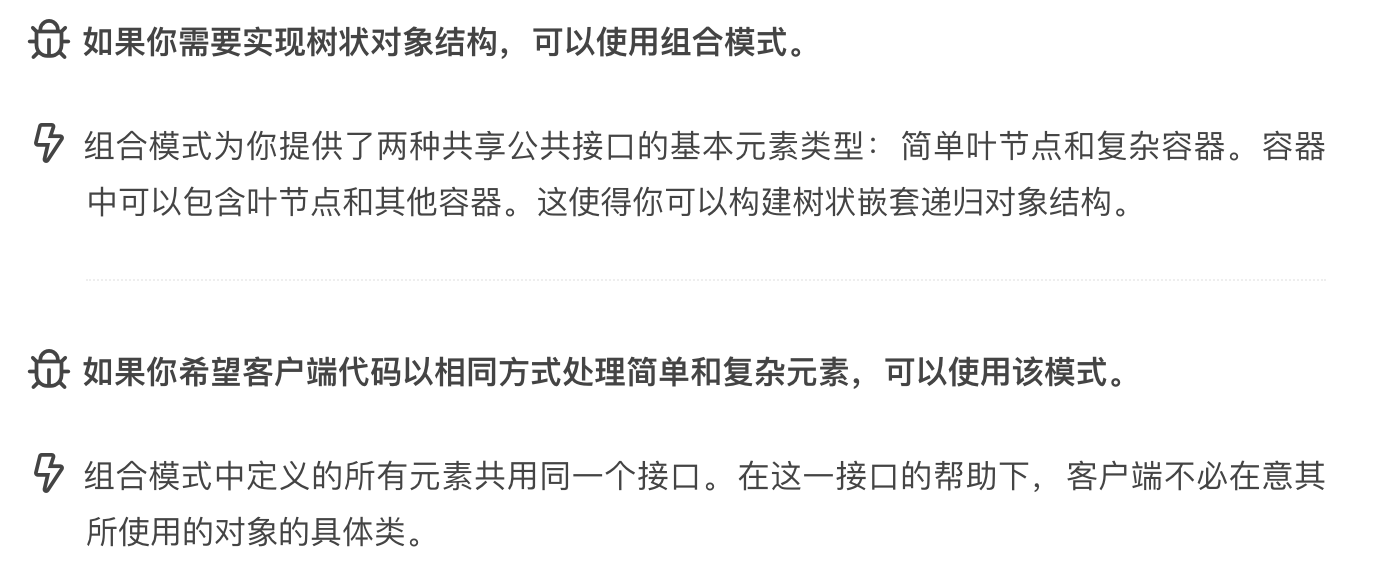 如果你需要实现树状对象结构，可以使用组合模式。
组合模式为你提供了两种共享公共接口的基本元素类型：简单叶节点和复杂容器。容器
中可以包含叶节点和其他容器。这使得你可以构建树状嵌套递归对象结构。
如果你希望客户端代码以相同方式处理简单和复杂元素，可以使用该模式。
组合模式中定义的所有元素共用同一个接口。在这一接口的帮助下，客户端不必在意其
所使用的对象的具体类。